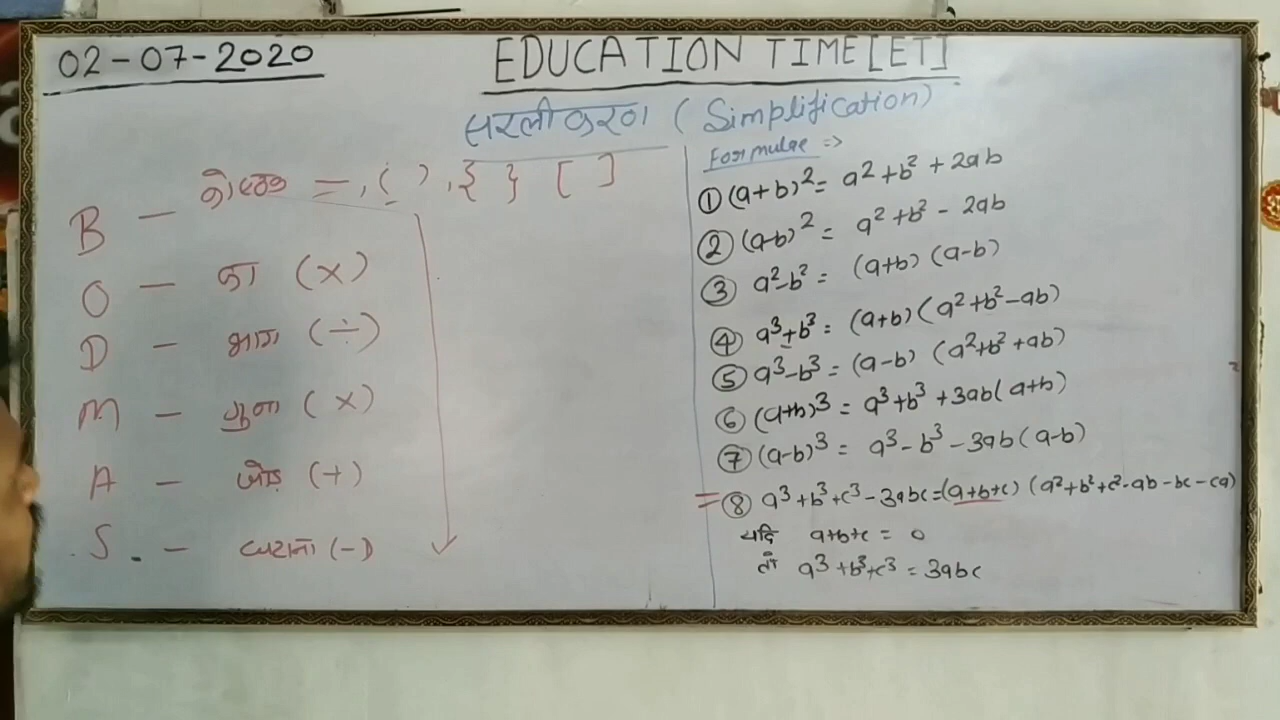 02-07-2020
EDUCATION TIME [ET]
सरलीकरण (Simplification)
B - कोष्ठक =, ( ), { } [ ]
O - का (×)
D - भाग (÷)
M - गुना (×)
A - जोड़ (+)
S - घटाना (-)
Formulae =>
① (a+b)² = a² + b² + 2ab
② (a-b)² = a² + b² - 2ab
③ a²-b² = (a+b) (a-b)
④ a³+b³ = (a+b) (a²+b²-ab)
⑤ a³-b³ = (a-b) (a²+b²+ab)
⑥ (a+b)³ = a³+b³+3ab(a+b)
⑦ (a-b)³ = a³-b³-3ab(a-b)
= ⑧ a³+b³+c³-3abc=(a+b+c) (a²+b²+c²-ab-bc-ca)
यदि a+b+c = 0
तो a³+b³+c³ = 3abc